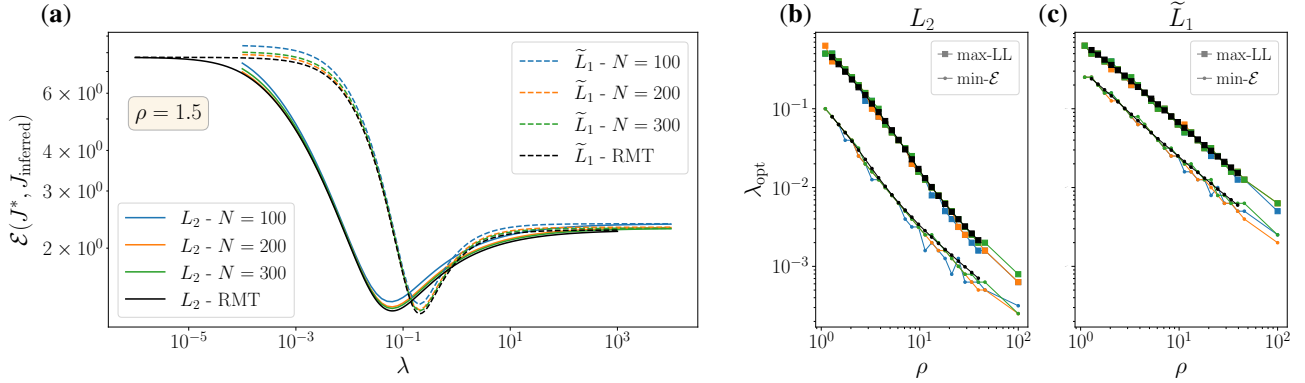 (a)
6 × 10⁰
4 × 10⁰
3 × 10⁰
2 × 10⁰
ℰ(J*, J_inferred)
ρ = 1.5
L̃₁ - N = 100
L̃₁ - N = 200
L̃₁ - N = 300
L̃₁ - RMT
L₂ - N = 100
L₂ - N = 200
L₂ - N = 300
L₂ - RMT
10⁻⁵ 10⁻³ 10⁻¹ 10¹ 10³
λ
(b) L₂
max-LL
min-ℰ
10⁻¹
10⁻²
10⁻³
λ_opt
10⁰ 10¹ 10²
ρ
(c) L̃₁
max-LL
min-ℰ
10⁰ 10¹ 10²
ρ